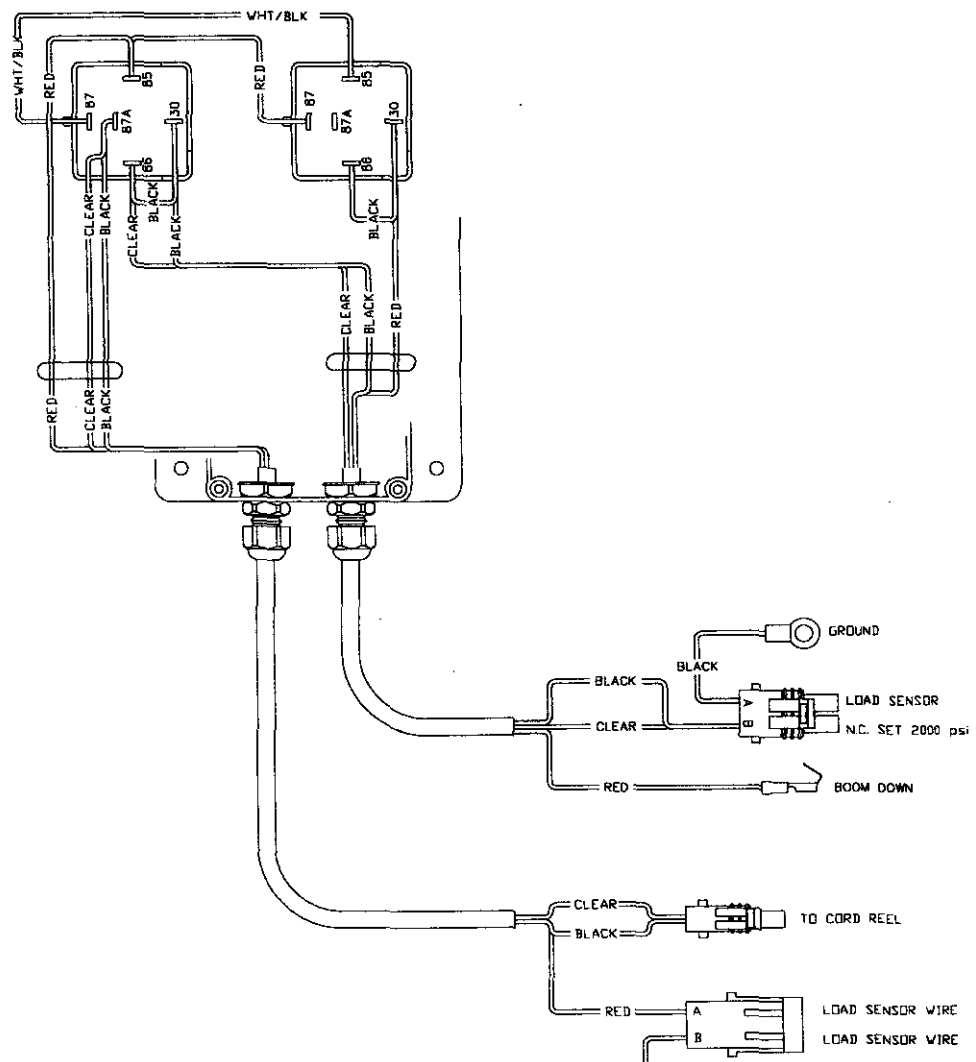 WHT/BLK
WHT/BLK
RED
RED
85
87
87A
30
86
85
87
87A
30
86
CLEAR
BLACK
CLEAR
BLACK
BLACK
BLACK
CLEAR
BLACK
RED
RED
CLEAR
BLACK
GROUND
BLACK
BLACK
A
LOAD SENSOR
CLEAR
B
N.C. SET 2000 psi
RED
BOOM DOWN
CLEAR
TO CORD REEL
BLACK
RED
A
LOAD SENSOR WIRE
B
LOAD SENSOR WIRE